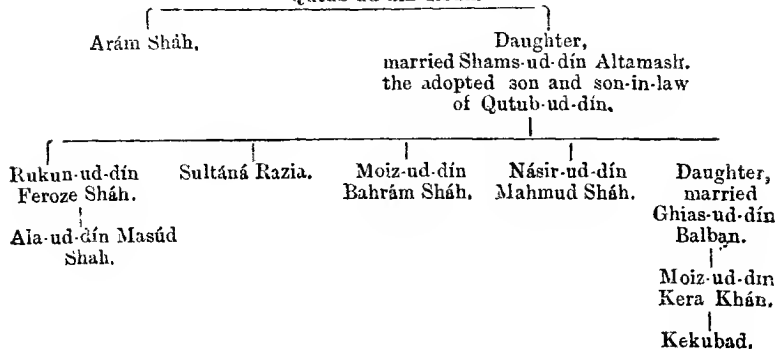 Arám Sháh.
Daughter,
married Shams-ud-dín Altamash.
the adopted son and son-in-law
of Qutub-ud-dín.
Rukun-ud-dín
Feroze Sháh.
Ala-ud-dín Masúd
Shah.
Sultáná Razia.
Moiz-ud-dín
Bahrám Sháh.
Násir-ud-dín
Mahmud Sháh.
Daughter,
married
Ghias-ud-dín
Balban.
Moiz-ud-dín
Kera Khán.
Kekubad.